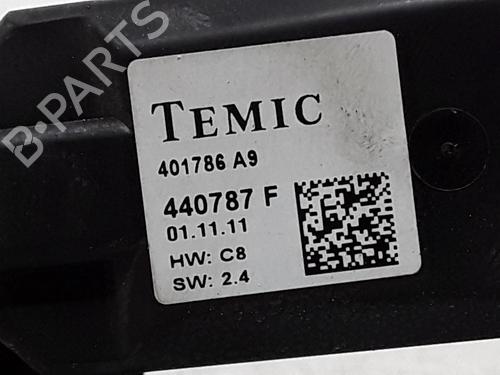 B-PARTS
TEMIC
401786 A9
440787 F
01.11.11
HW: C8
SW: 2.4